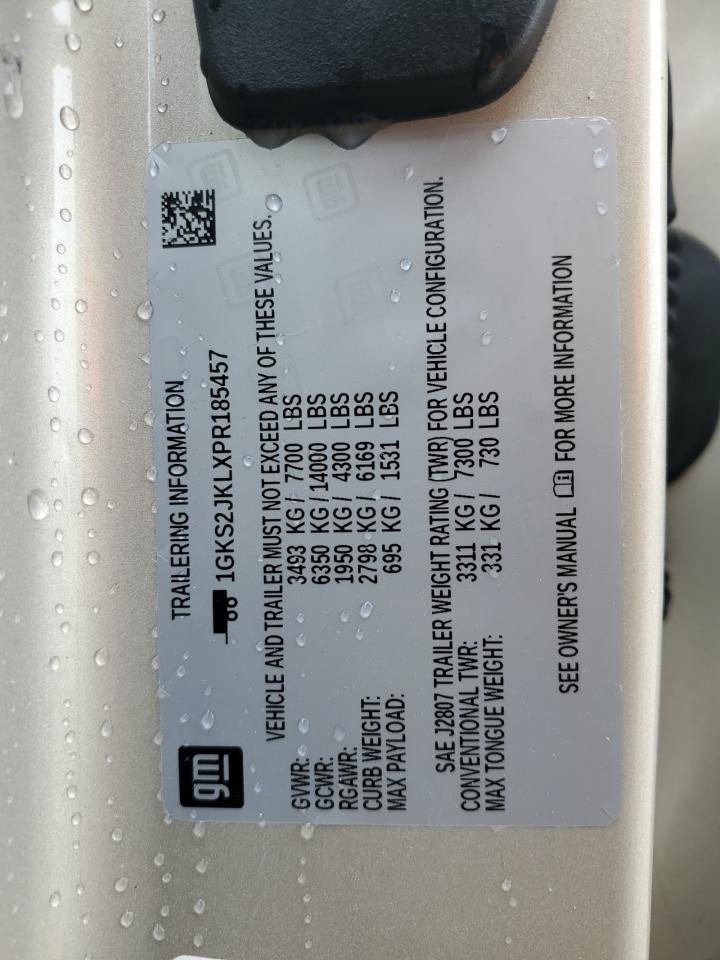 gm
TRAILERING INFORMATION
1GKS2JKLXPR185457
VEHICLE AND TRAILER MUST NOT EXCEED ANY OF THESE VALUES.
GVWR: 3493 KG / 7700 LBS
GCWR: 6350 KG / 14000 LBS
RGAWR: 1950 KG / 4300 LBS
CURB WEIGHT: 2798 KG / 6169 LBS
MAX PAYLOAD: 695 KG / 1531 LBS
SAE J2807 TRAILER WEIGHT RATING (TWR) FOR VEHICLE CONFIGURATION.
CONVENTIONAL TWR: 3311 KG / 7300 LBS
MAX TONGUE WEIGHT: 331 KG / 730 LBS
SEE OWNER'S MANUAL FOR MORE INFORMATION